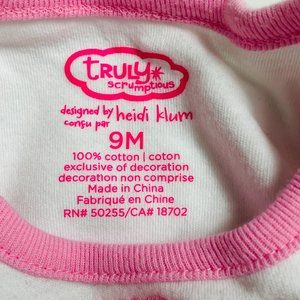 TRULY*
scrumptious
designed by heidi klum
conçu par
9M
100% cotton | coton
exclusive of decoration
décoration non comprise
Made in China
Fabriqué en Chine
RN# 50255/CA# 18702